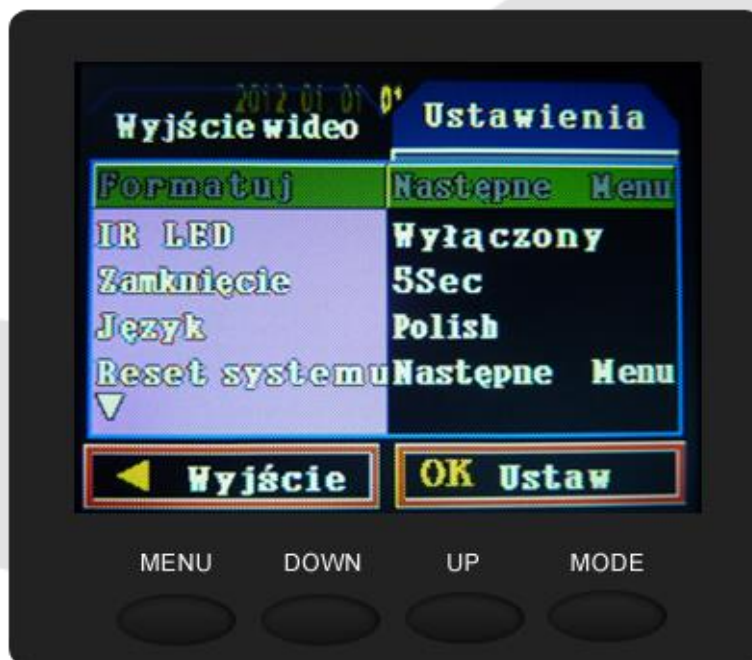 2012 01.01 01
Wyjście wideo
Ustawienia
Formatuj Następne Menu
IR LED Wyłączony
Zamknięcie 5Sec
Język Polish
Reset systemu Następne Menu
Wyjście
OK Ustaw
MENU DOWN UP MODE